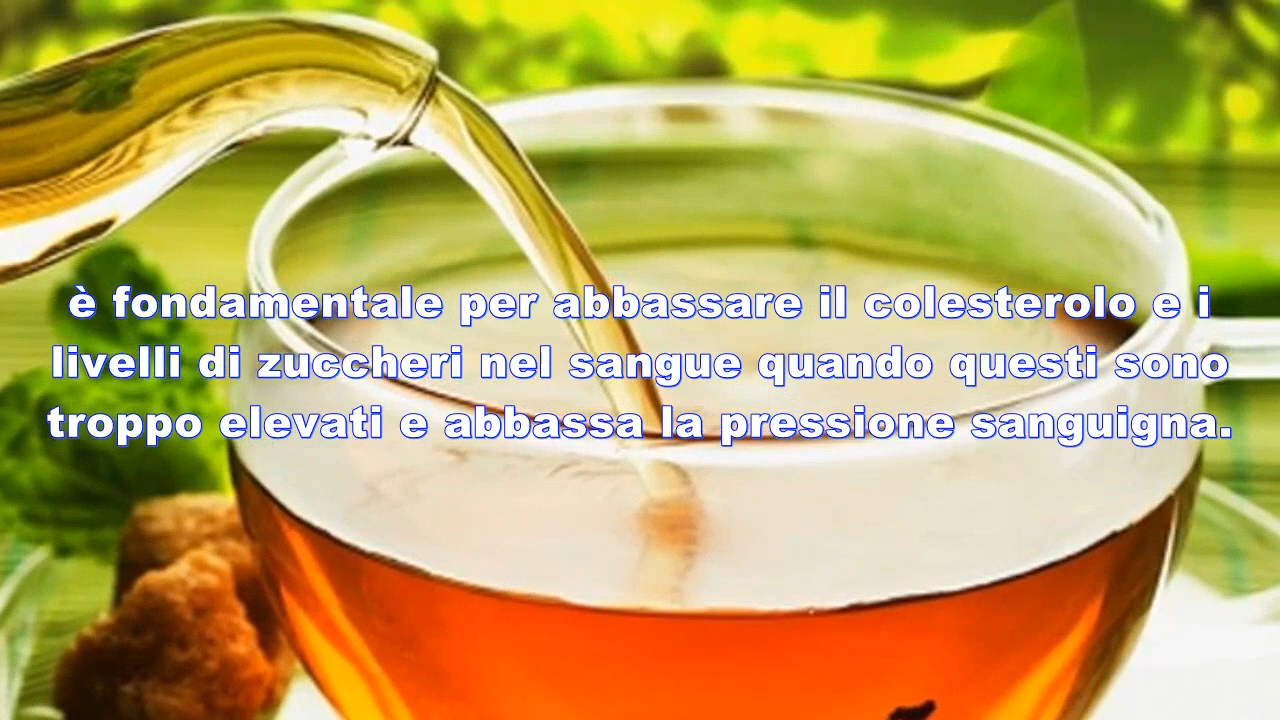 è fondamentale per abbassare il colesterolo e i
livelli di zuccheri nel sangue quando questi sono
troppo elevati e abbassa la pressione sanguigna.